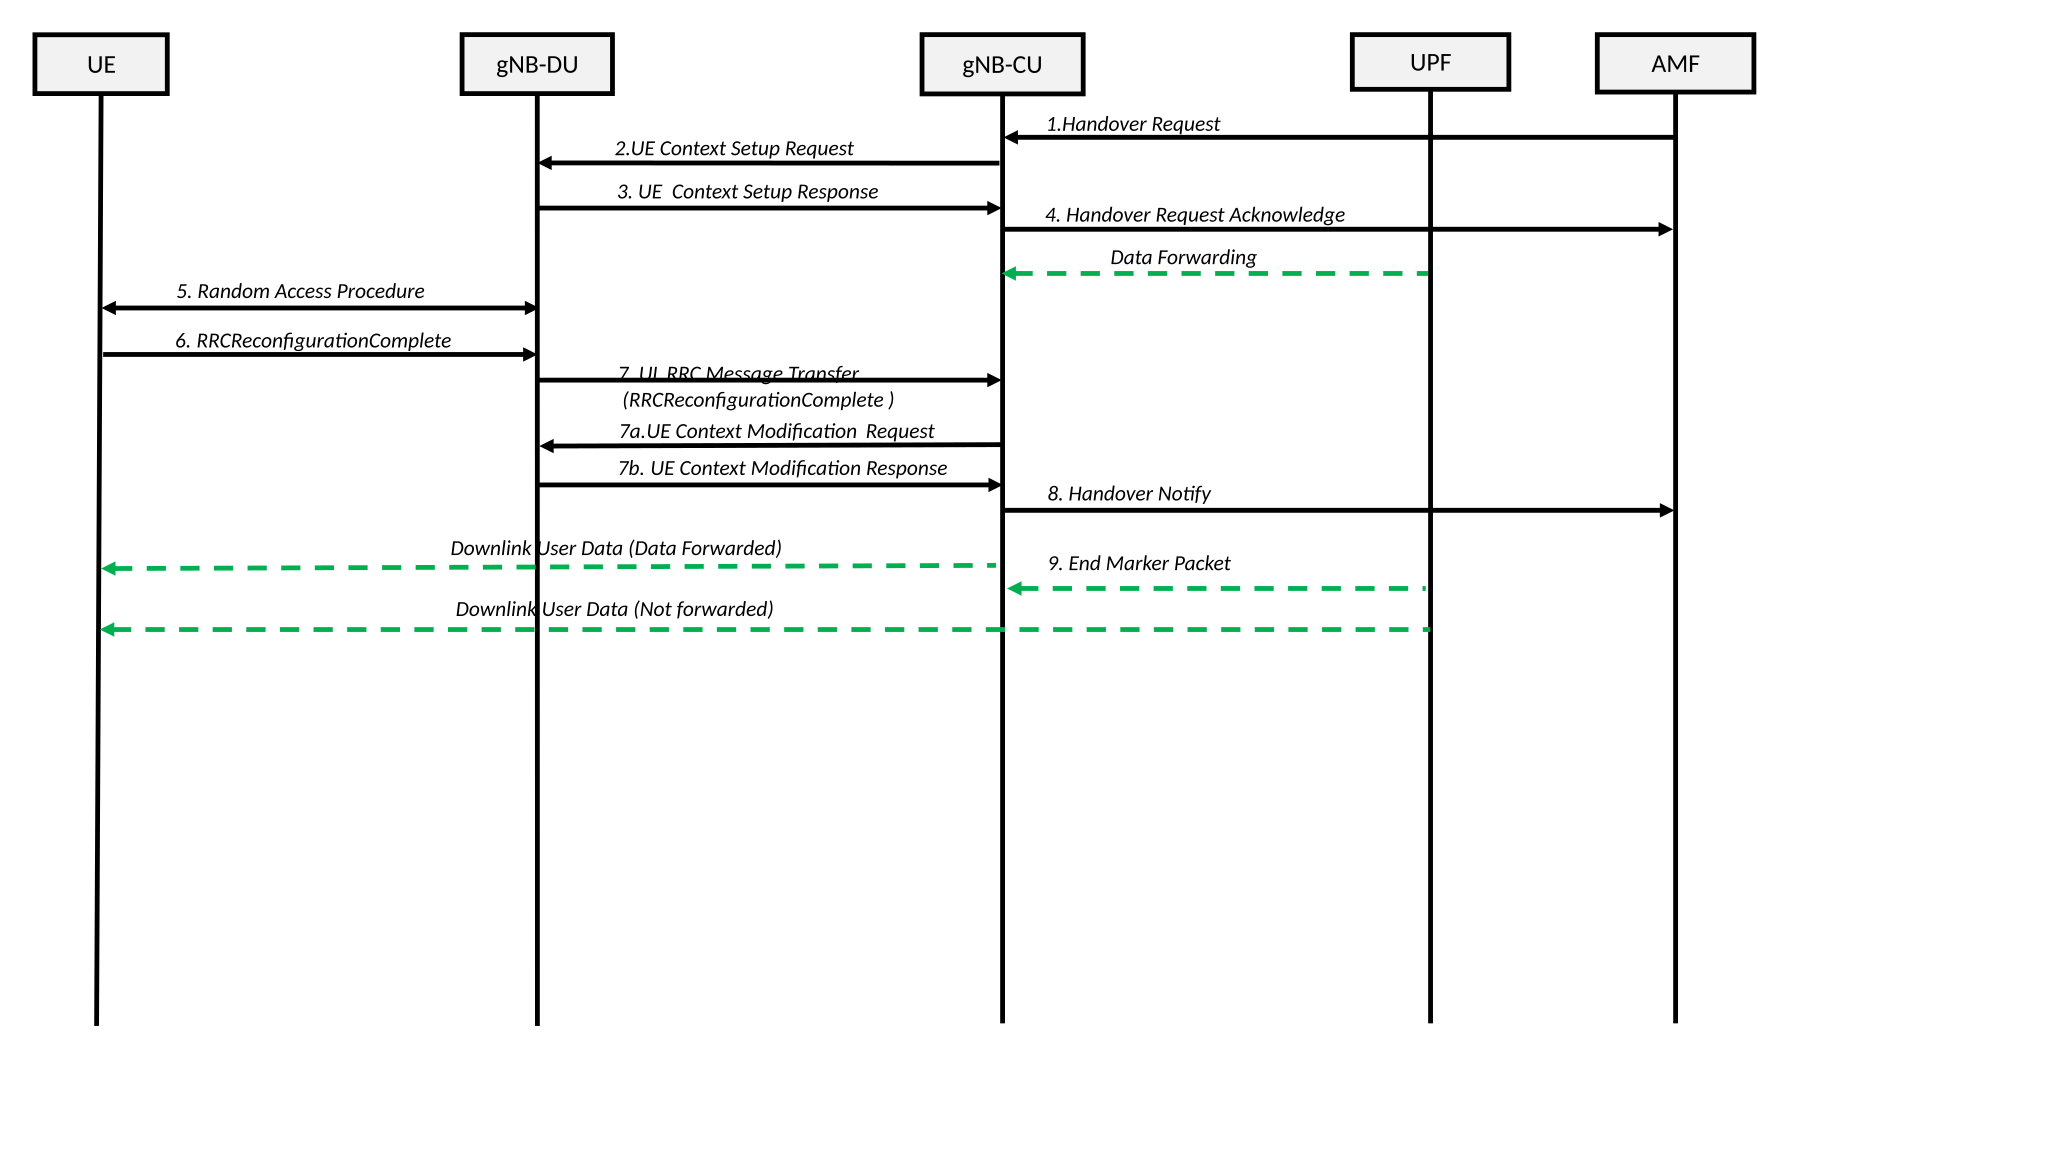 UE
gNB-DU
gNB-CU
UPF
AMF
1.Handover Request
2.UE Context Setup Request
3. UE  Context Setup Response
4. Handover Request Acknowledge
Data Forwarding
5. Random Access Procedure
6. RRCReconfigurationComplete
7. UL RRC Message Transfer
(RRCReconfigurationComplete )
7a.UE Context Modification  Request
7b. UE Context Modification Response
8. Handover Notify
Downlink User Data (Data Forwarded)
9. End Marker Packet
Downlink User Data (Not forwarded)